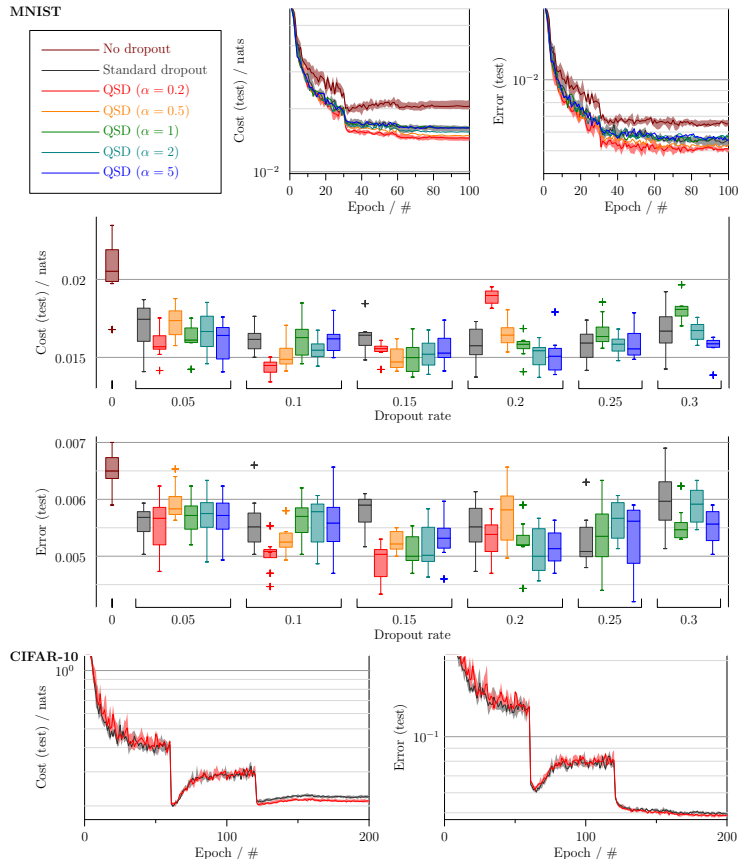 MNIST
No dropout
Standard dropout
QSD (α = 0.2)
QSD (α = 0.5)
QSD (α = 1)
QSD (α = 2)
QSD (α = 5)
Cost (test) / nats
10⁻²
0 20 40 60 80 100
Epoch / #
Error (test)
10⁻²
0 20 40 60 80 100
Epoch / #
Cost (test) / nats
0.02
0.015
0 0.05 0.1 0.15 0.2 0.25 0.3
Dropout rate
Error (test)
0.007
0.006
0.005
0 0.05 0.1 0.15 0.2 0.25 0.3
Dropout rate
CIFAR-10
Cost (test) / nats
10⁰
0 100 200
Epoch / #
Error (test)
10⁻¹
0 100 200
Epoch / #